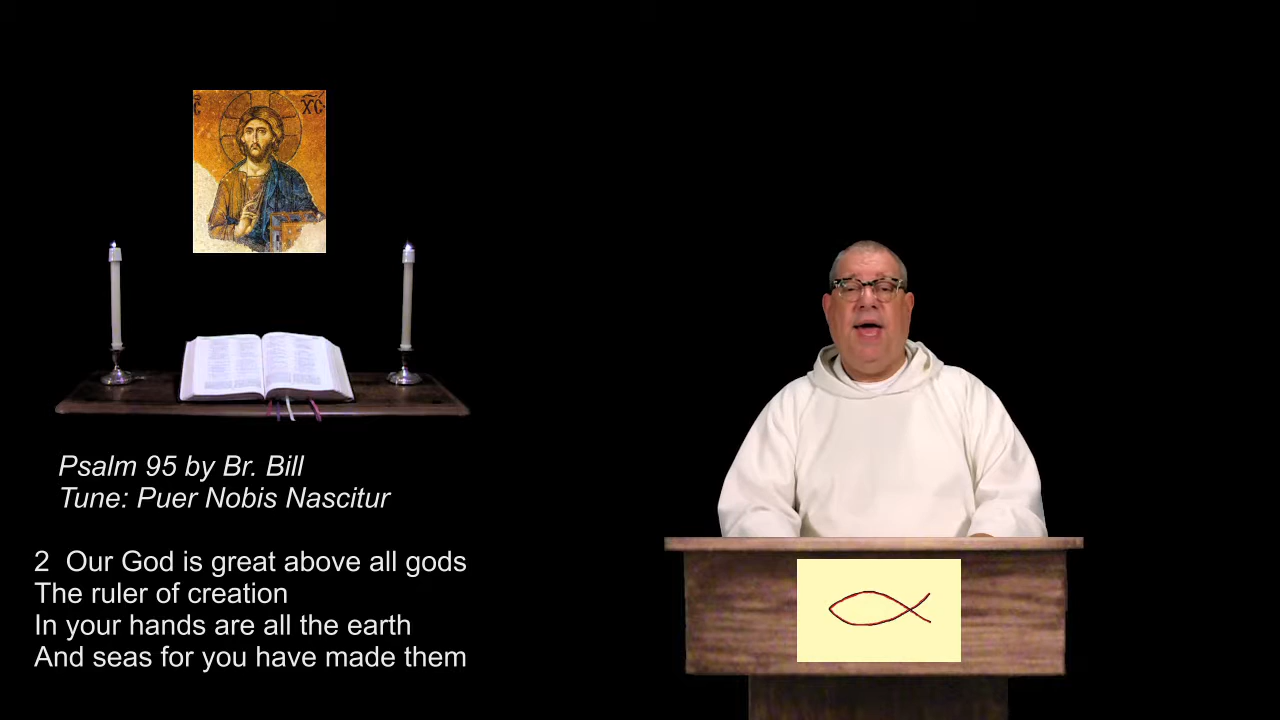 XC
Psalm 95 by Br. Bill
Tune: Puer Nobis Nascitur
2 Our God is great above all gods
The ruler of creation
In your hands are all the earth
And seas for you have made them